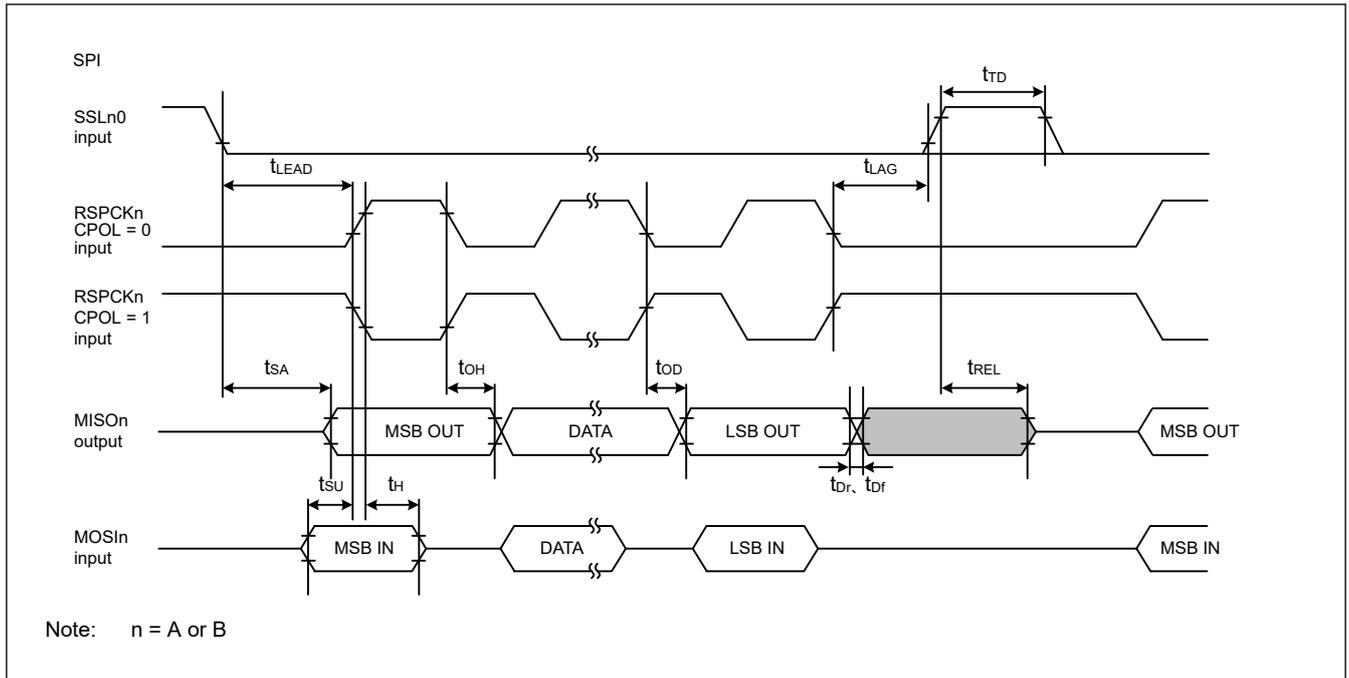 SPI
tTD
SSLn0
input
tLEAD
tLAG
RSPCKn
CPOL = 0
input
RSPCKn
CPOL = 1
input
tSA
tOH
tOD
tREL
MISOn
output
MSB OUT
DATA
LSB OUT
MSB OUT
tSU
tH
tDr、tDf
MOSIn
input
MSB IN
DATA
LSB IN
MSB IN
Note: n = A or B